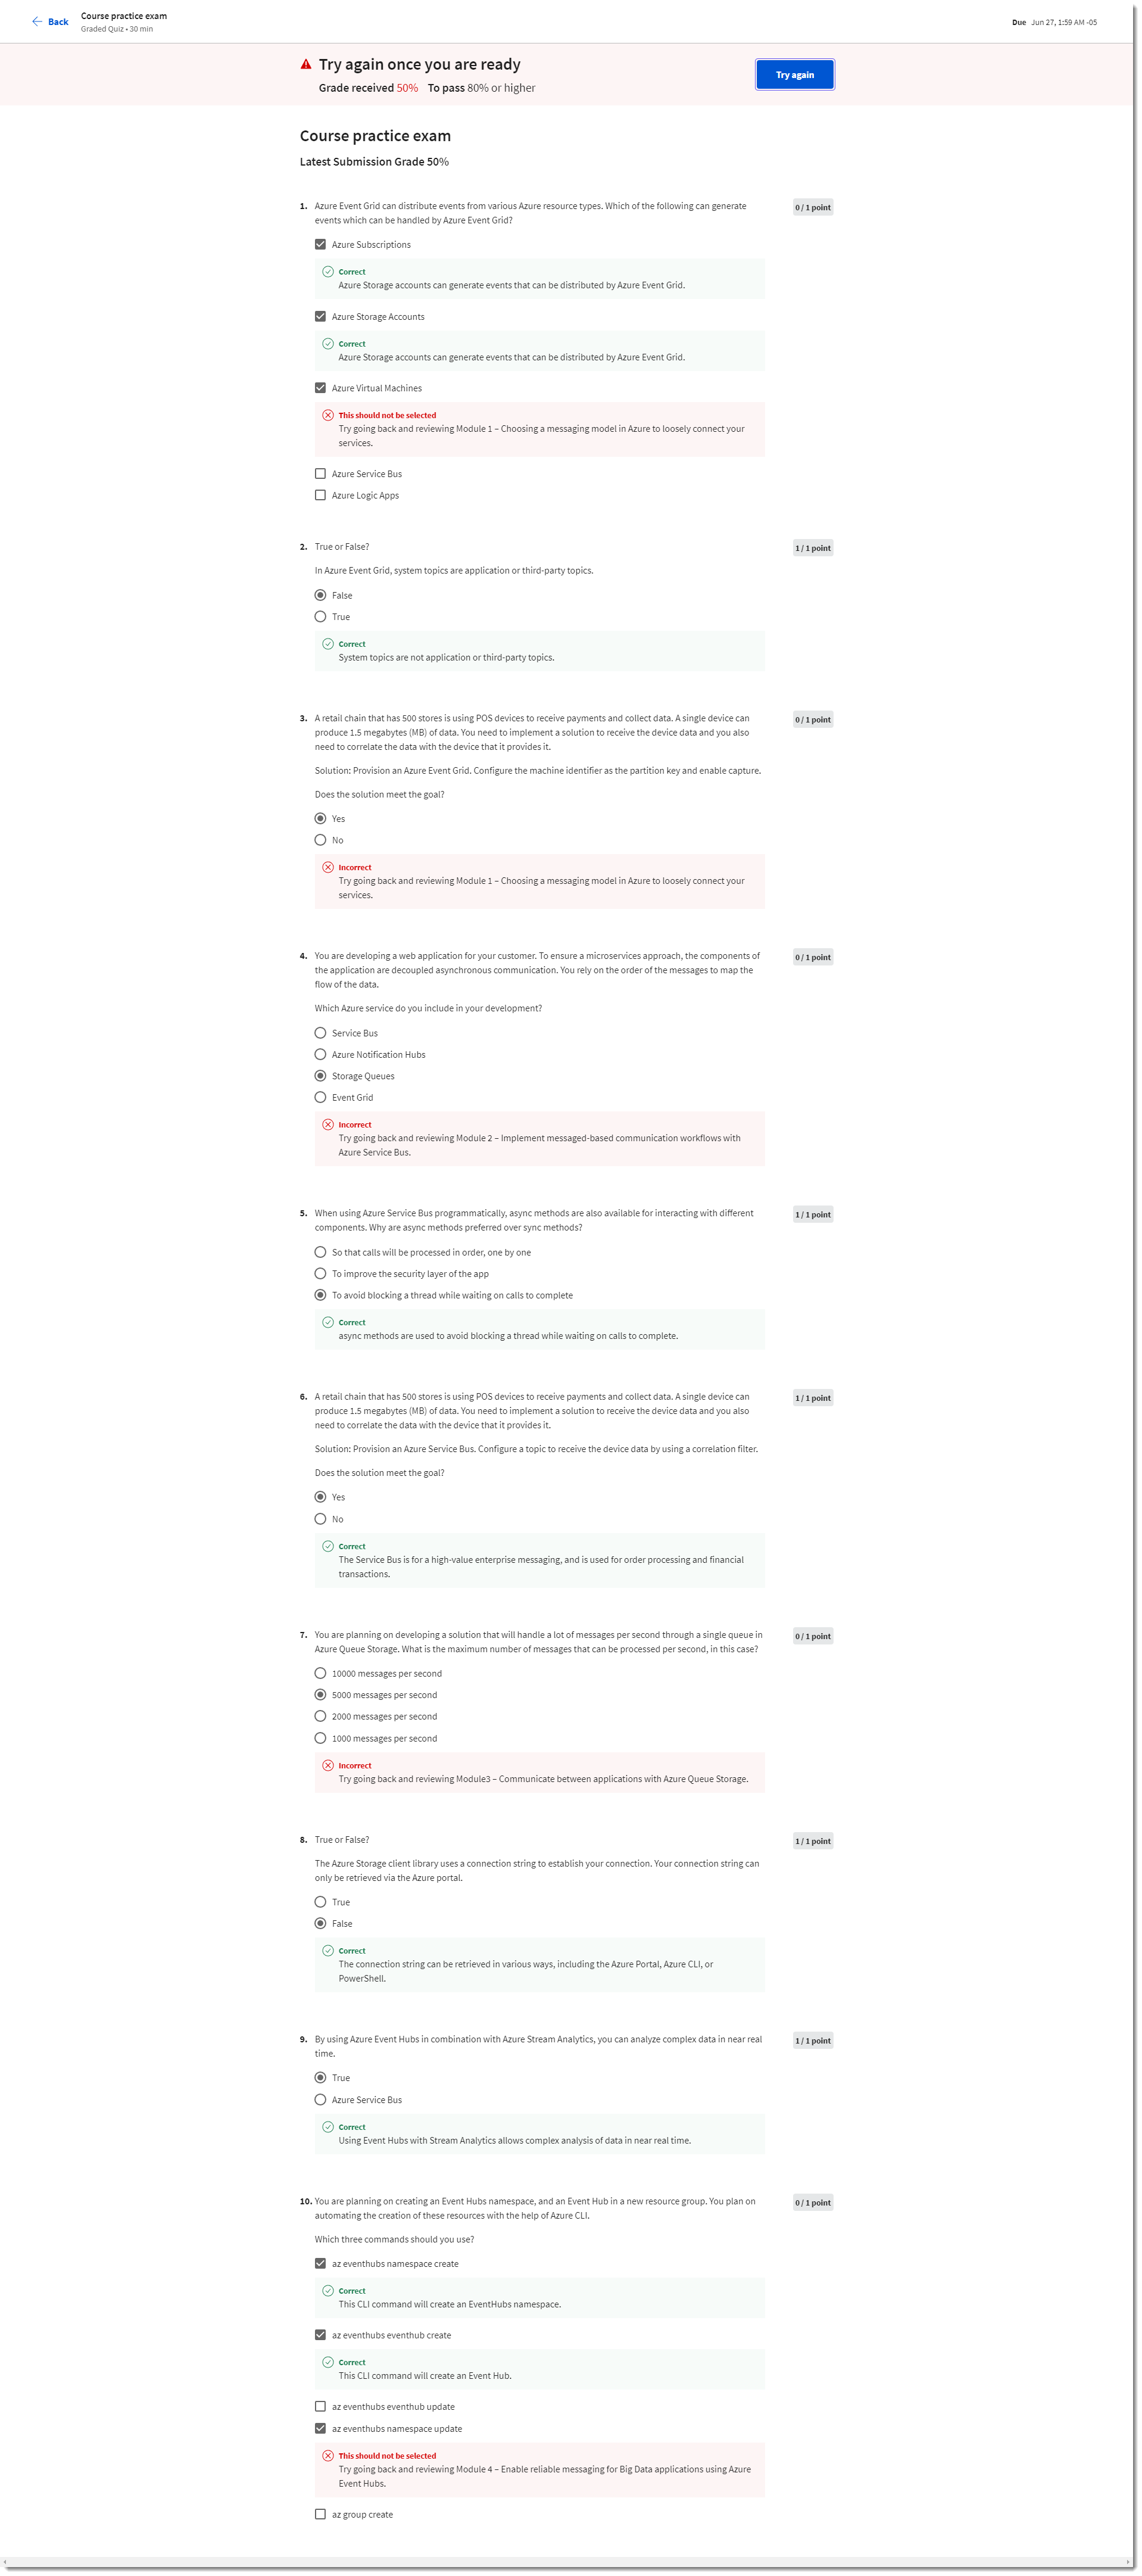 Back
Course practice exam
Graded Quiz • 30 min
Due Jun 27, 1:59 AM -05
Try again once you are ready
Grade received 50% To pass 80% or higher
Try again
Course practice exam
Latest Submission Grade 50%
1. Azure Event Grid can distribute events from various Azure resource types. Which of the following can generate
events which can be handled by Azure Event Grid?
0 / 1 point
Azure Subscriptions
Correct
Azure Storage accounts can generate events that can be distributed by Azure Event Grid.
Azure Storage Accounts
Correct
Azure Storage accounts can generate events that can be distributed by Azure Event Grid.
Azure Virtual Machines
This should not be selected
Try going back and reviewing Module 1 – Choosing a messaging model in Azure to loosely connect your
services.
Azure Service Bus
Azure Logic Apps
2. True or False?
1 / 1 point
In Azure Event Grid, system topics are application or third-party topics.
False
True
Correct
System topics are not application or third-party topics.
3. A retail chain that has 500 stores is using POS devices to receive payments and collect data. A single device can
produce 1.5 megabytes (MB) of data. You need to implement a solution to receive the device data and you also
need to correlate the data with the device that it provides it.
0 / 1 point
Solution: Provision an Azure Event Grid. Configure the machine identifier as the partition key and enable capture.
Does the solution meet the goal?
Yes
No
Incorrect
Try going back and reviewing Module 1 – Choosing a messaging model in Azure to loosely connect your
services.
4. You are developing a web application for your customer. To ensure a microservices approach, the components of
the application are decoupled asynchronous communication. You rely on the order of the messages to map the
flow of the data.
0 / 1 point
Which Azure service do you include in your development?
Service Bus
Azure Notification Hubs
Storage Queues
Event Grid
Incorrect
Try going back and reviewing Module 2 – Implement messaged-based communication workflows with
Azure Service Bus.
5. When using Azure Service Bus programmatically, async methods are also available for interacting with different
components. Why are async methods preferred over sync methods?
1 / 1 point
So that calls will be processed in order, one by one
To improve the security layer of the app
To avoid blocking a thread while waiting on calls to complete
Correct
async methods are used to avoid blocking a thread while waiting on calls to complete.
6. A retail chain that has 500 stores is using POS devices to receive payments and collect data. A single device can
produce 1.5 megabytes (MB) of data. You need to implement a solution to receive the device data and you also
need to correlate the data with the device that it provides it.
1 / 1 point
Solution: Provision an Azure Service Bus. Configure a topic to receive the device data by using a correlation filter.
Does the solution meet the goal?
Yes
No
Correct
The Service Bus is for a high-value enterprise messaging, and is used for order processing and financial
transactions.
7. You are planning on developing a solution that will handle a lot of messages per second through a single queue in
Azure Queue Storage. What is the maximum number of messages that can be processed per second, in this case?
0 / 1 point
10000 messages per second
5000 messages per second
2000 messages per second
1000 messages per second
Incorrect
Try going back and reviewing Module3 – Communicate between applications with Azure Queue Storage.
8. True or False?
1 / 1 point
The Azure Storage client library uses a connection string to establish your connection. Your connection string can
only be retrieved via the Azure portal.
True
False
Correct
The connection string can be retrieved in various ways, including the Azure Portal, Azure CLI, or
PowerShell.
9. By using Azure Event Hubs in combination with Azure Stream Analytics, you can analyze complex data in near real
time.
1 / 1 point
True
Azure Service Bus
Correct
Using Event Hubs with Stream Analytics allows complex analysis of data in near real time.
10. You are planning on creating an Event Hubs namespace, and an Event Hub in a new resource group. You plan on
automating the creation of these resources with the help of Azure CLI.
0 / 1 point
Which three commands should you use?
az eventhubs namespace create
Correct
This CLI command will create an EventHubs namespace.
az eventhubs eventhub create
Correct
This CLI command will create an Event Hub.
az eventhubs eventhub update
az eventhubs namespace update
This should not be selected
Try going back and reviewing Module 4 – Enable reliable messaging for Big Data applications using Azure
Event Hubs.
az group create